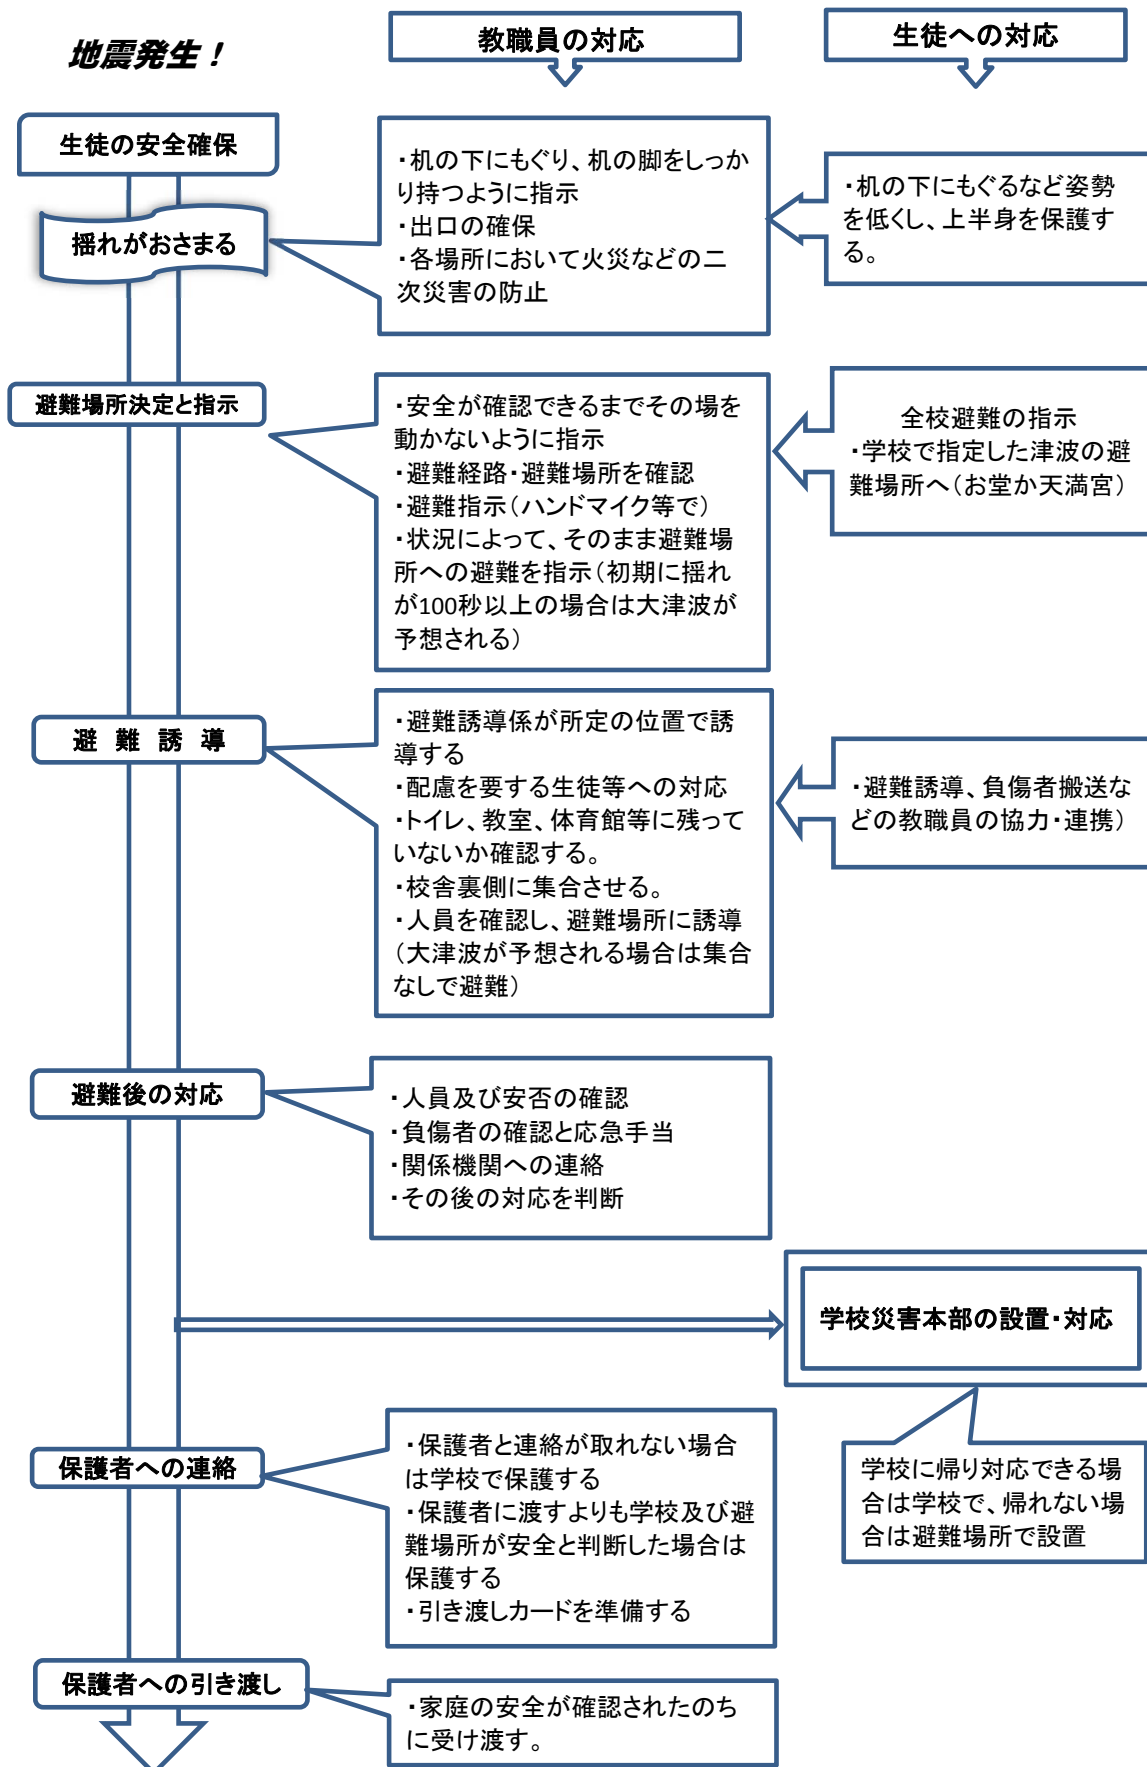 地震発生！
教職員の対応
生徒への対応
生徒の安全確保
揺れがおさまる
・机の下にもぐり、机の脚をしっか
り持つように指示
・出口の確保
・各場所において火災などの二
次災害の防止
・机の下にもぐるなど姿勢
を低くし、上半身を保護す
る。
避難場所決定と指示
・安全が確認できるまでその場を
動かないように指示
・避難経路・避難場所を確認
・避難指示（ハンドマイク等で）
・状況によって、そのまま避難場
所への避難を指示（初期に揺れ
が100秒以上の場合は大津波が
予想される）
全校避難の指示
・学校で指定した津波の避
難場所へ（お堂か天満宮）
避　難　誘　導
・避難誘導係が所定の位置で誘
導する
・配慮を要する生徒等への対応
・トイレ、教室、体育館等に残って
いないか確認する。
・校舎裏側に集合させる。
・人員を確認し、避難場所に誘導
（大津波が予想される場合は集合
なしで避難）
・避難誘導、負傷者搬送な
どの教職員の協力・連携）
避難後の対応
・人員及び安否の確認
・負傷者の確認と応急手当
・関係機関への連絡
・その後の対応を判断
学校災害本部の設置・対応
学校に帰り対応できる場
合は学校で、帰れない場
合は避難場所で設置
保護者への連絡
・保護者と連絡が取れない場合
は学校で保護する
・保護者に渡すよりも学校及び避
難場所が安全と判断した場合は
保護する
・引き渡しカードを準備する
保護者への引き渡し
・家庭の安全が確認されたのち
に受け渡す。